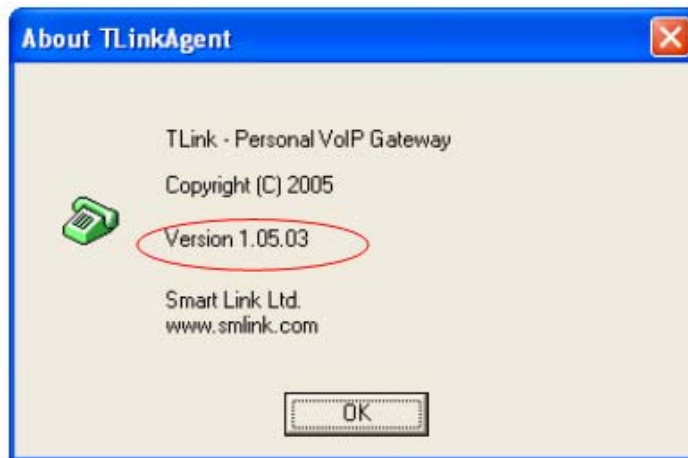 About TLinkAgent
TLink - Personal VoIP Gateway
Copyright (C) 2005
Version 1.05.03
Smart Link Ltd.
www.smlink.com
OK